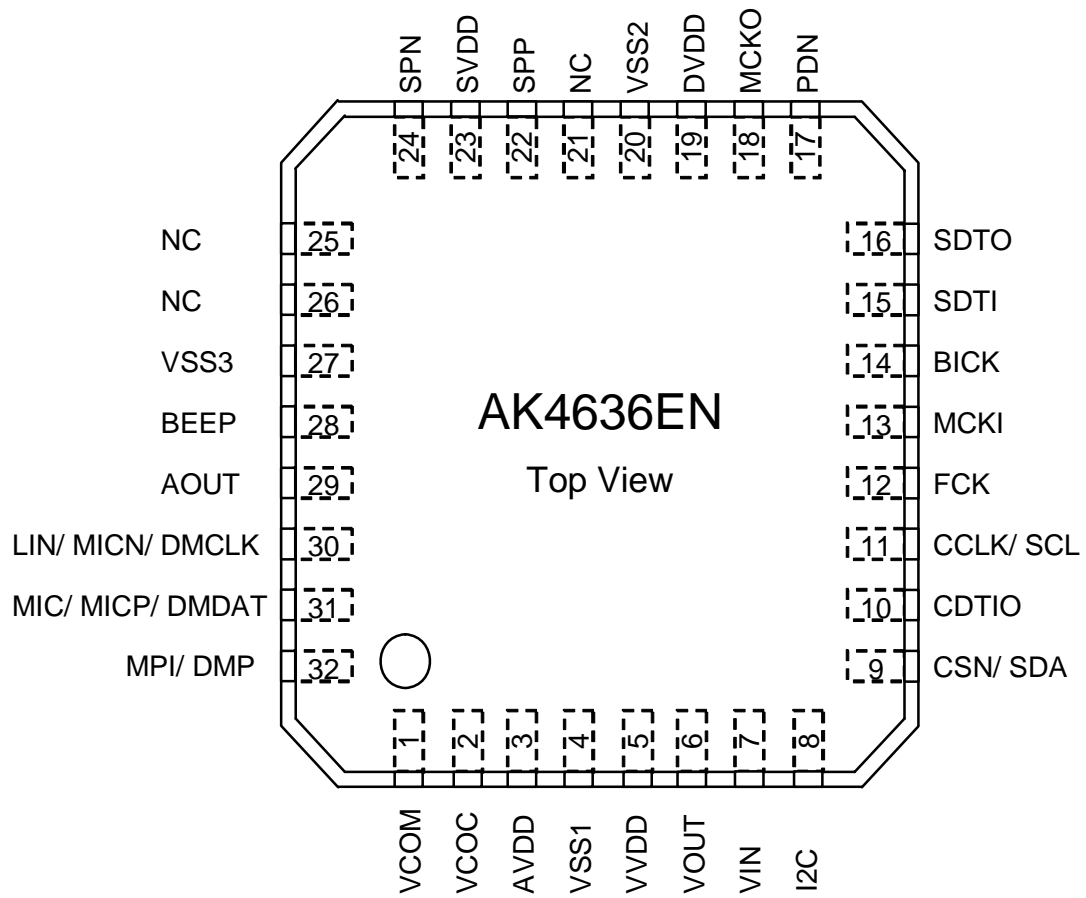 SPN
SVDD
SPP
NC
VSS2
DVDD
MCKO
PDN
24
23
22
21
20
19
18
17
NC 25
NC 26
VSS3 27
BEEP 28
AOUT 29
LIN/ MICN/ DMCLK 30
MIC/ MICP/ DMDAT 31
MPI/ DMP 32
AK4636EN
Top View
16 SDTO
15 SDTI
14 BICK
13 MCKI
12 FCK
11 CCLK/ SCL
10 CDTIO
9 CSN/ SDA
1
2
3
4
5
6
7
8
VCOM
VCOC
AVDD
VSS1
VVDD
VOUT
VIN
I2C